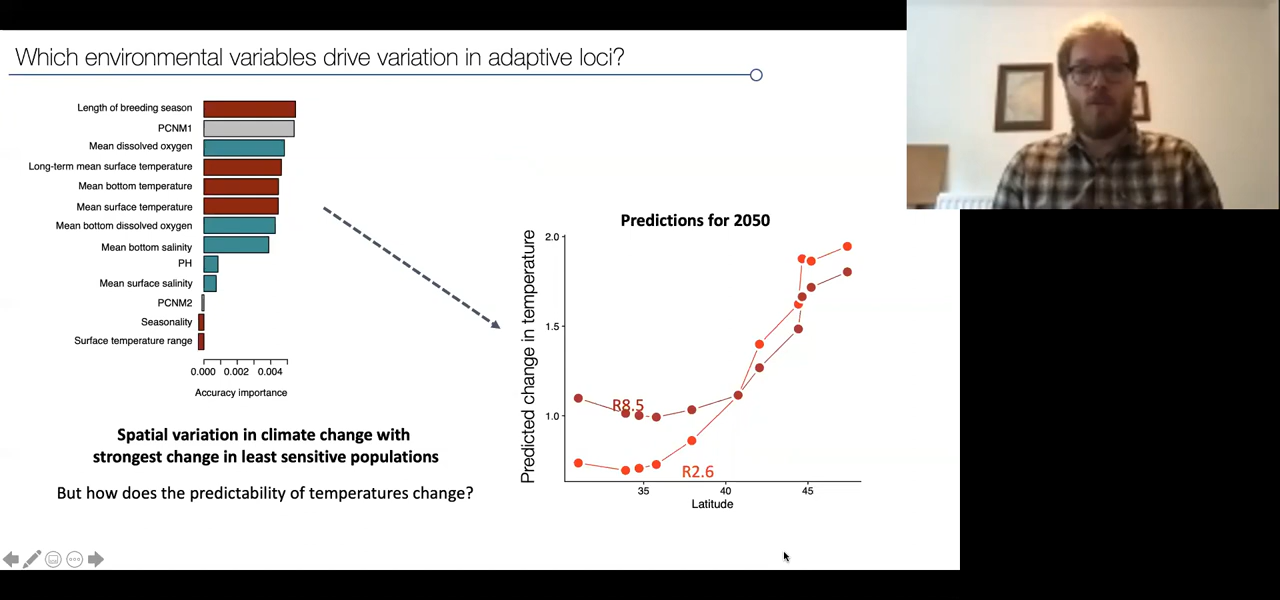 Which environmental variables drive variation in adaptive loci?
Length of breeding season
PCNM1
Mean dissolved oxygen
Long-term mean surface temperature
Mean bottom temperature
Mean surface temperature
Mean bottom dissolved oxygen
Mean bottom salinity
PH
Mean surface salinity
PCNM2
Seasonality
Surface temperature range
0.000 0.002 0.004
Accuracy importance
Spatial variation in climate change with
strongest change in least sensitive populations
But how does the predictability of temperatures change?
Predictions for 2050
Predicted change in temperature
2.0
1.5
1.0
R8.5
R2.6
35 40 45
Latitude